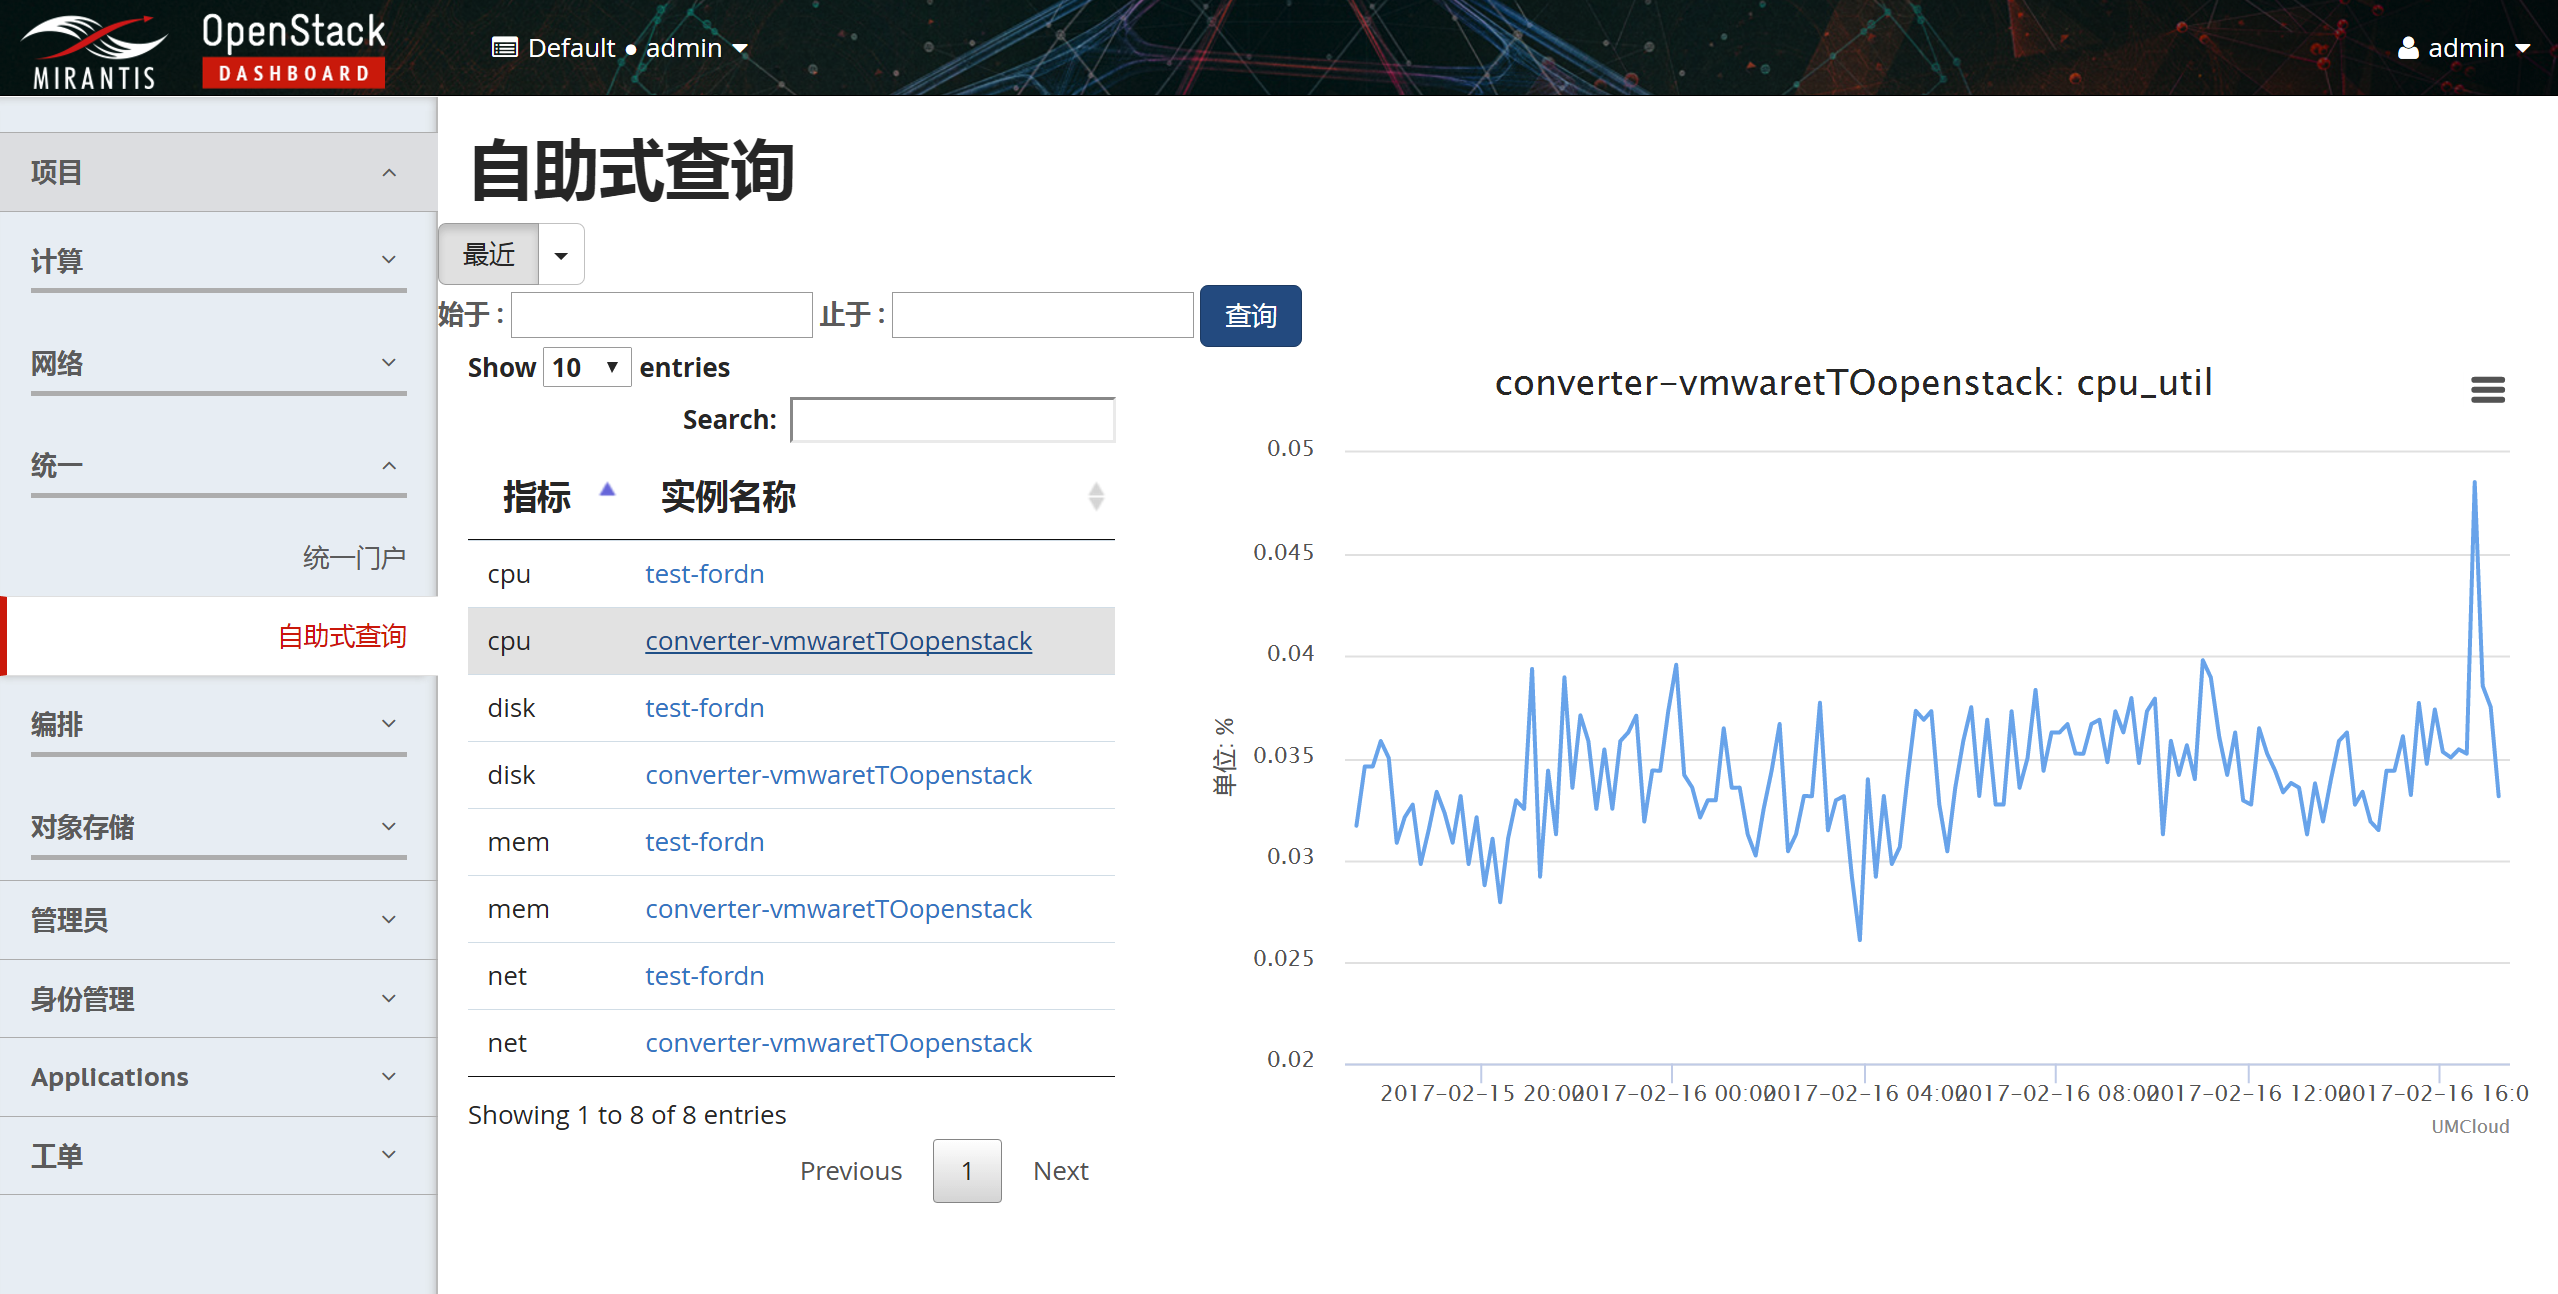 MIRANTIS
OpenStack
DASHBOARD
Default ● admin
admin
项目
计算
网络
统一
统一门户
自助式查询
编排
对象存储
管理员
身份管理
Applications
工单
自助式查询
最近
始于 : 止于 : 查询
Show 10 entries
Search:
指标 实例名称
cpu test-fordn
cpu converter-vmwaretTOopenstack
disk test-fordn
disk converter-vmwaretTOopenstack
mem test-fordn
mem converter-vmwaretTOopenstack
net test-fordn
net converter-vmwaretTOopenstack
Showing 1 to 8 of 8 entries
Previous 1 Next
converter-vmwaretTOopenstack: cpu_util
单位: %
0.05
0.045
0.04
0.035
0.03
0.025
0.02
2017-02-15 20:00 2017-02-16 00:00 2017-02-16 04:00 2017-02-16 08:00 2017-02-16 12:00 2017-02-16 16:0
UMCloud